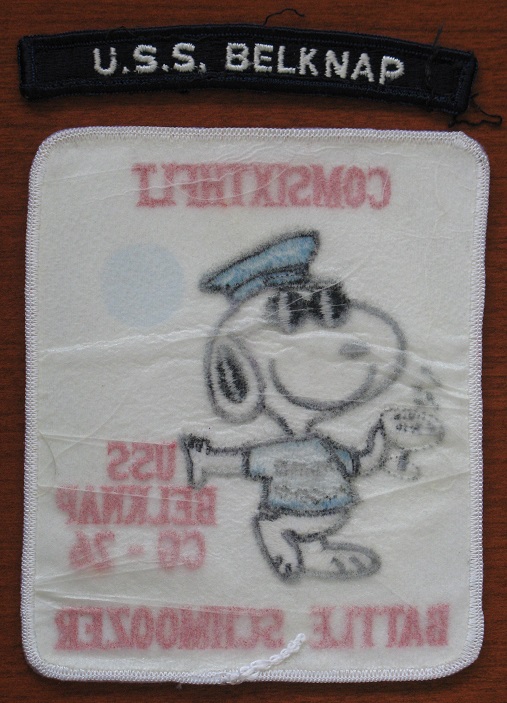 U.S.S. BELKNAP
COMSIXTHFLT
USS
BELKNAP
CG - 26
BATTLE SCHMOOZER